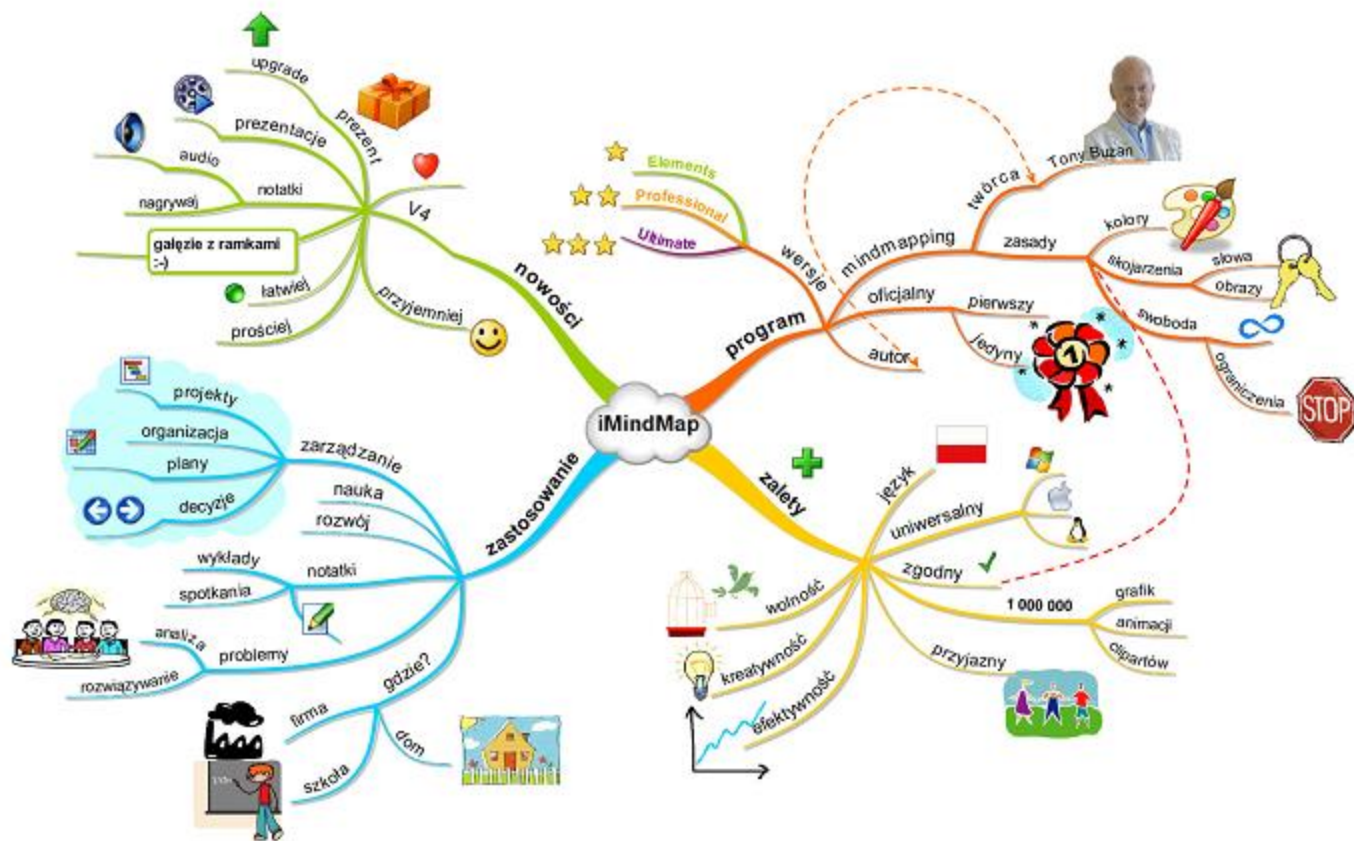 iMindMap
nowości
upgrade
prezent
prezentacje
audio
nagrywaj
notatki
V4
gałęzie z ramkami
:-)
łatwiej
prościej
przyjemniej
program
wersje
Elements
Professional
Ultimate
mindmapping
twórca
Tony Buzan
zasady
kolory
skojarzenia
słowa
obrazy
swoboda
ograniczenia
STOP
oficjalny
pierwszy
jedyny
1
autor
zalety
język
uniwersalny
zgodny
1 000 000
grafik
animacji
clipartów
przyjazny
efektywność
kreatywność
wolność
zastosowanie
zarządzanie
projekty
organizacja
plany
decyzje
nauka
rozwój
notatki
wykłady
spotkania
problemy
analiza
rozwiązywanie
gdzie?
firma
szkoła
dom